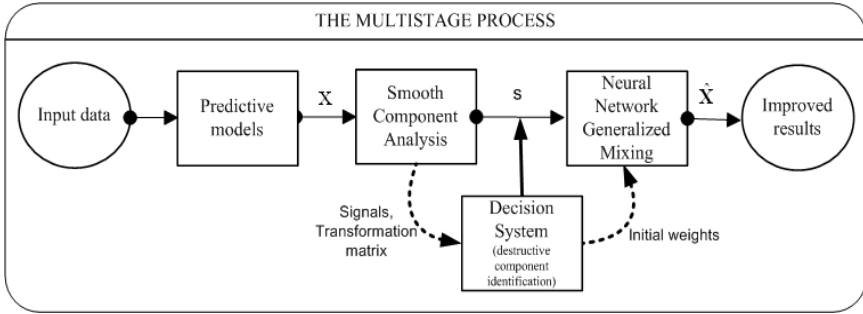 THE MULTISTAGE PROCESS
Input data
Predictive
models
X
Smooth
Component
Analysis
s
Neural
Network
Generalized
Mixing
X̂
Improved
results
Signals,
Transformation
matrix
Decision
System
(destructive
component
identification)
Initial weights